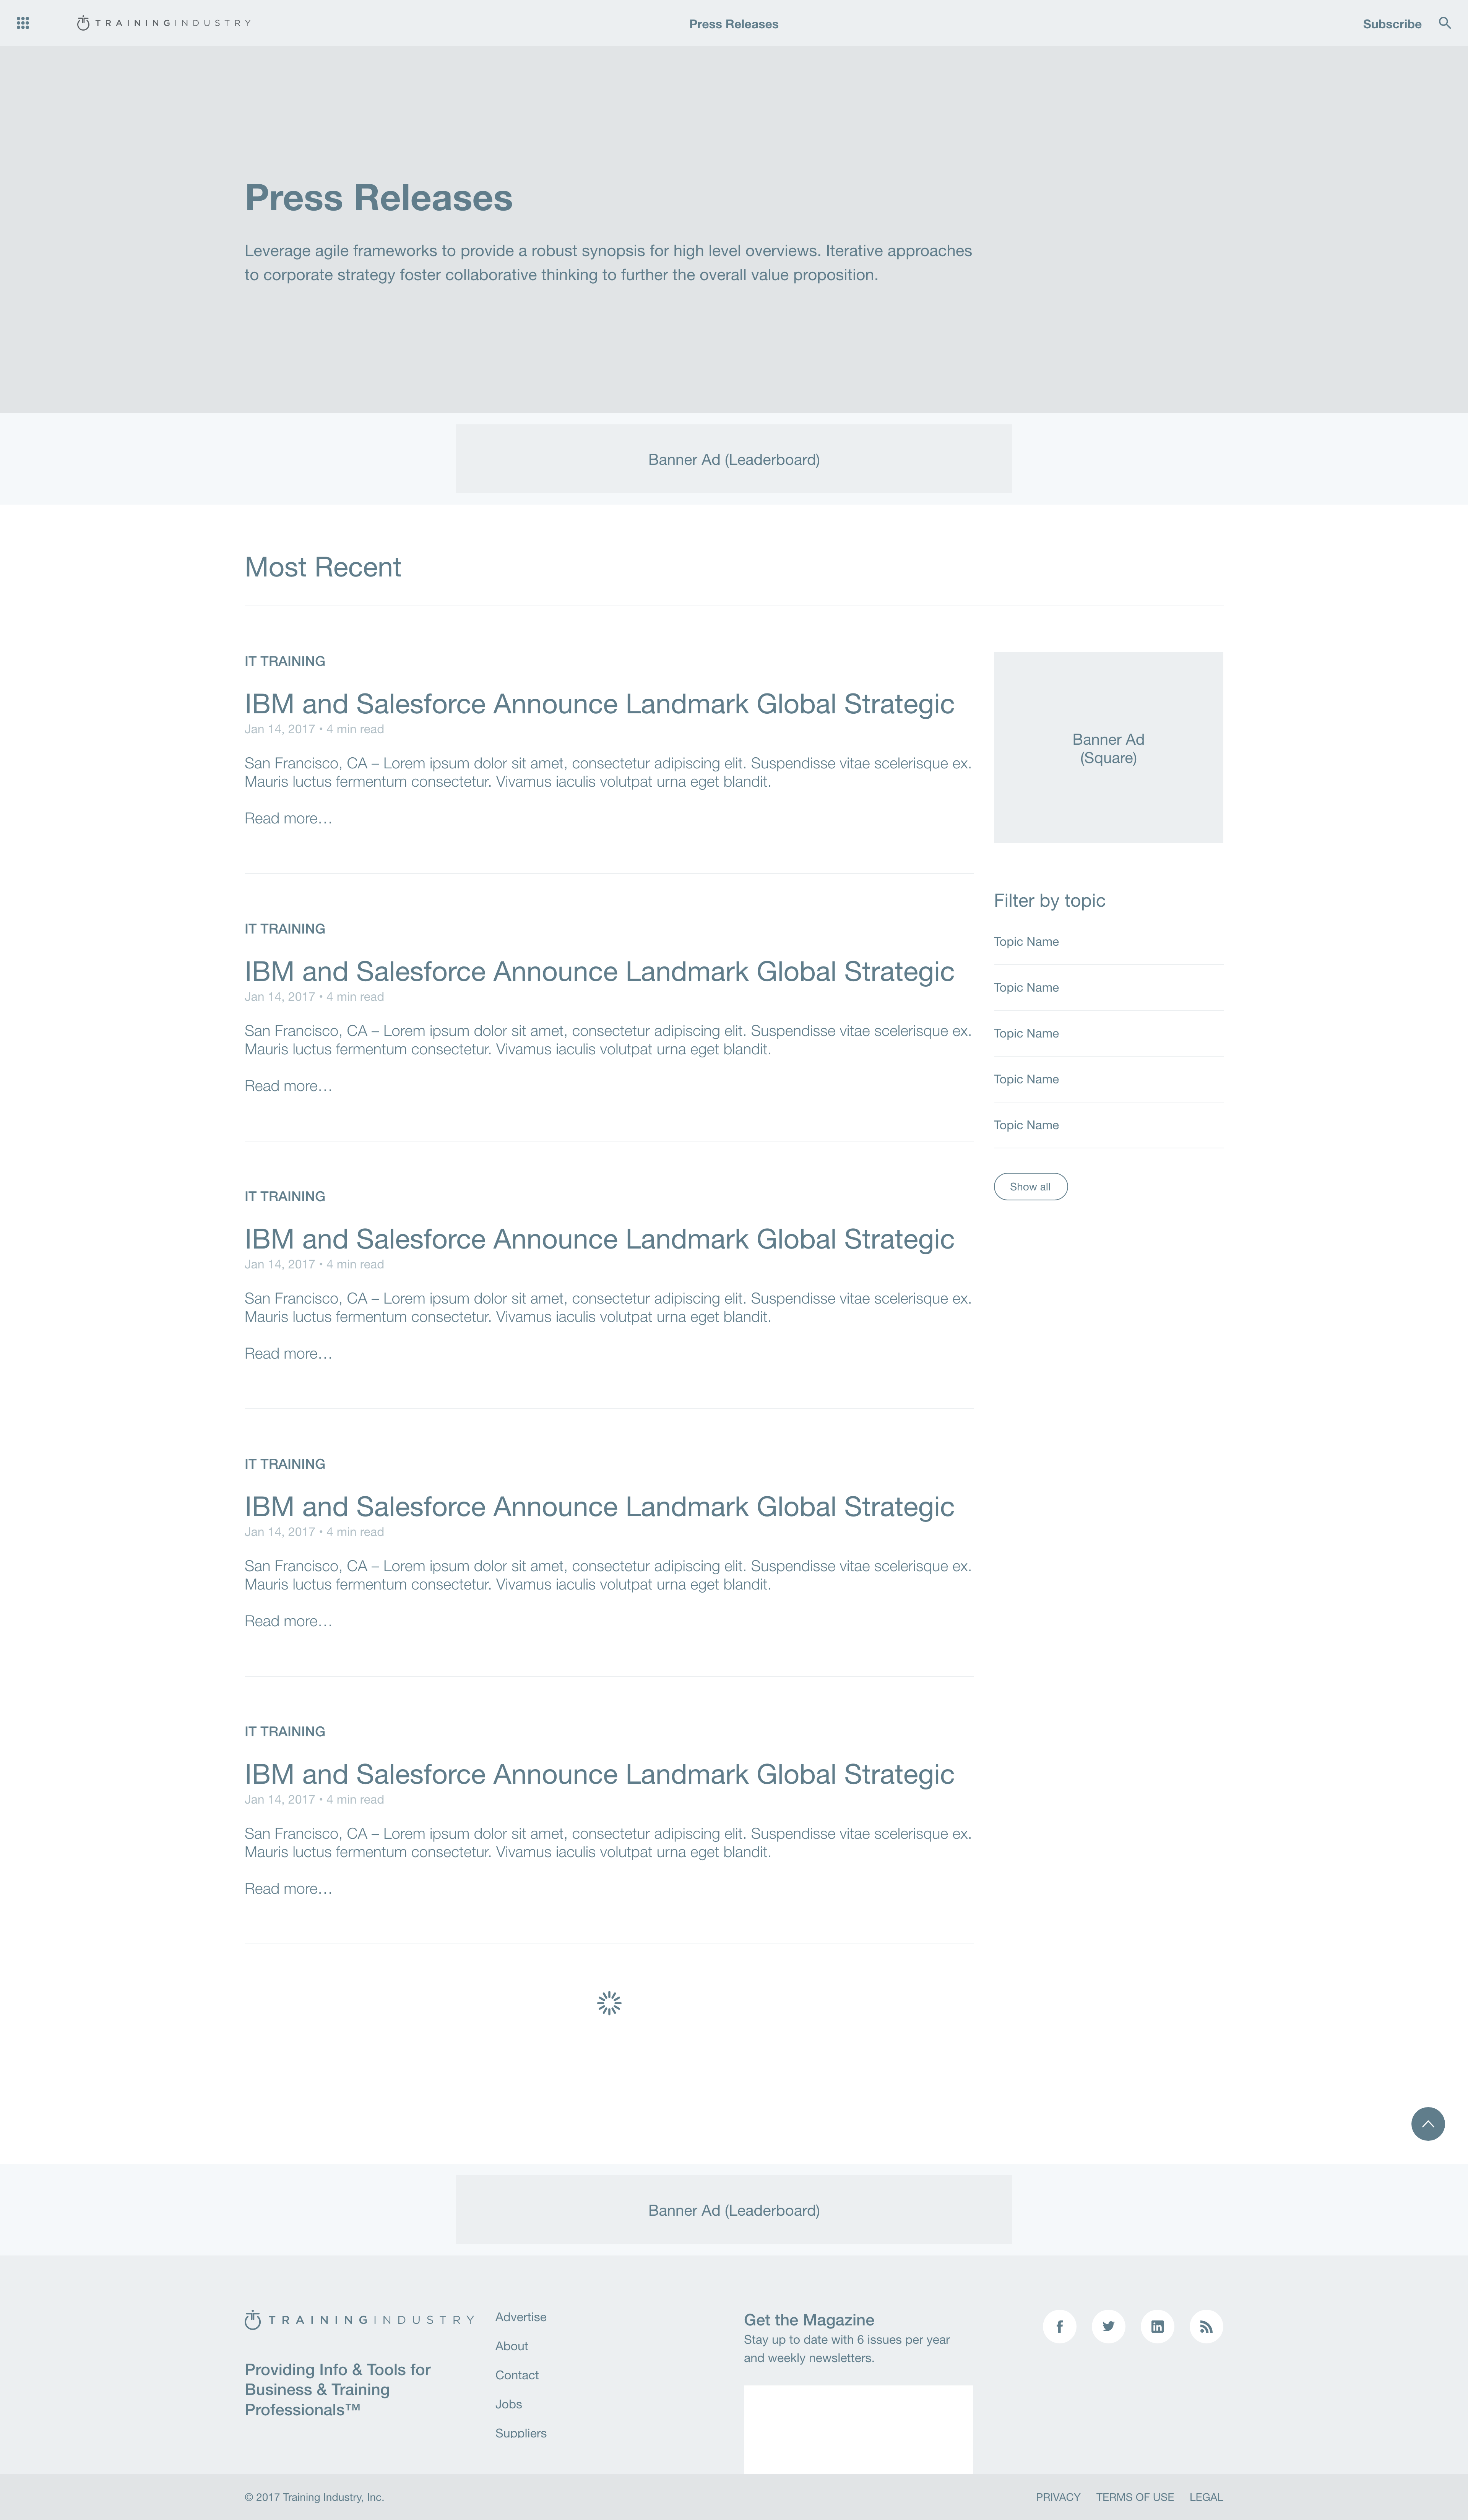 TRAININGINDUSTRY
Press Releases
Subscribe
Press Releases
Leverage agile frameworks to provide a robust synopsis for high level overviews. Iterative approaches
to corporate strategy foster collaborative thinking to further the overall value proposition.
Banner Ad (Leaderboard)
Most Recent
IT TRAINING
IBM and Salesforce Announce Landmark Global Strategic
Jan 14, 2017 • 4 min read
San Francisco, CA – Lorem ipsum dolor sit amet, consectetur adipiscing elit. Suspendisse vitae scelerisque ex.
Mauris luctus fermentum consectetur. Vivamus iaculis volutpat urna eget blandit.
Read more…
IT TRAINING
IBM and Salesforce Announce Landmark Global Strategic
Jan 14, 2017 • 4 min read
San Francisco, CA – Lorem ipsum dolor sit amet, consectetur adipiscing elit. Suspendisse vitae scelerisque ex.
Mauris luctus fermentum consectetur. Vivamus iaculis volutpat urna eget blandit.
Read more…
IT TRAINING
IBM and Salesforce Announce Landmark Global Strategic
Jan 14, 2017 • 4 min read
San Francisco, CA – Lorem ipsum dolor sit amet, consectetur adipiscing elit. Suspendisse vitae scelerisque ex.
Mauris luctus fermentum consectetur. Vivamus iaculis volutpat urna eget blandit.
Read more…
IT TRAINING
IBM and Salesforce Announce Landmark Global Strategic
Jan 14, 2017 • 4 min read
San Francisco, CA – Lorem ipsum dolor sit amet, consectetur adipiscing elit. Suspendisse vitae scelerisque ex.
Mauris luctus fermentum consectetur. Vivamus iaculis volutpat urna eget blandit.
Read more…
IT TRAINING
IBM and Salesforce Announce Landmark Global Strategic
Jan 14, 2017 • 4 min read
San Francisco, CA – Lorem ipsum dolor sit amet, consectetur adipiscing elit. Suspendisse vitae scelerisque ex.
Mauris luctus fermentum consectetur. Vivamus iaculis volutpat urna eget blandit.
Read more…
Banner Ad
(Square)
Filter by topic
Topic Name
Topic Name
Topic Name
Topic Name
Topic Name
Show all
Banner Ad (Leaderboard)
TRAININGINDUSTRY
Providing Info & Tools for
Business & Training
Professionals™
Advertise
About
Contact
Jobs
Suppliers
Get the Magazine
Stay up to date with 6 issues per year
and weekly newsletters.
© 2017 Training Industry, Inc.
PRIVACY
TERMS OF USE
LEGAL